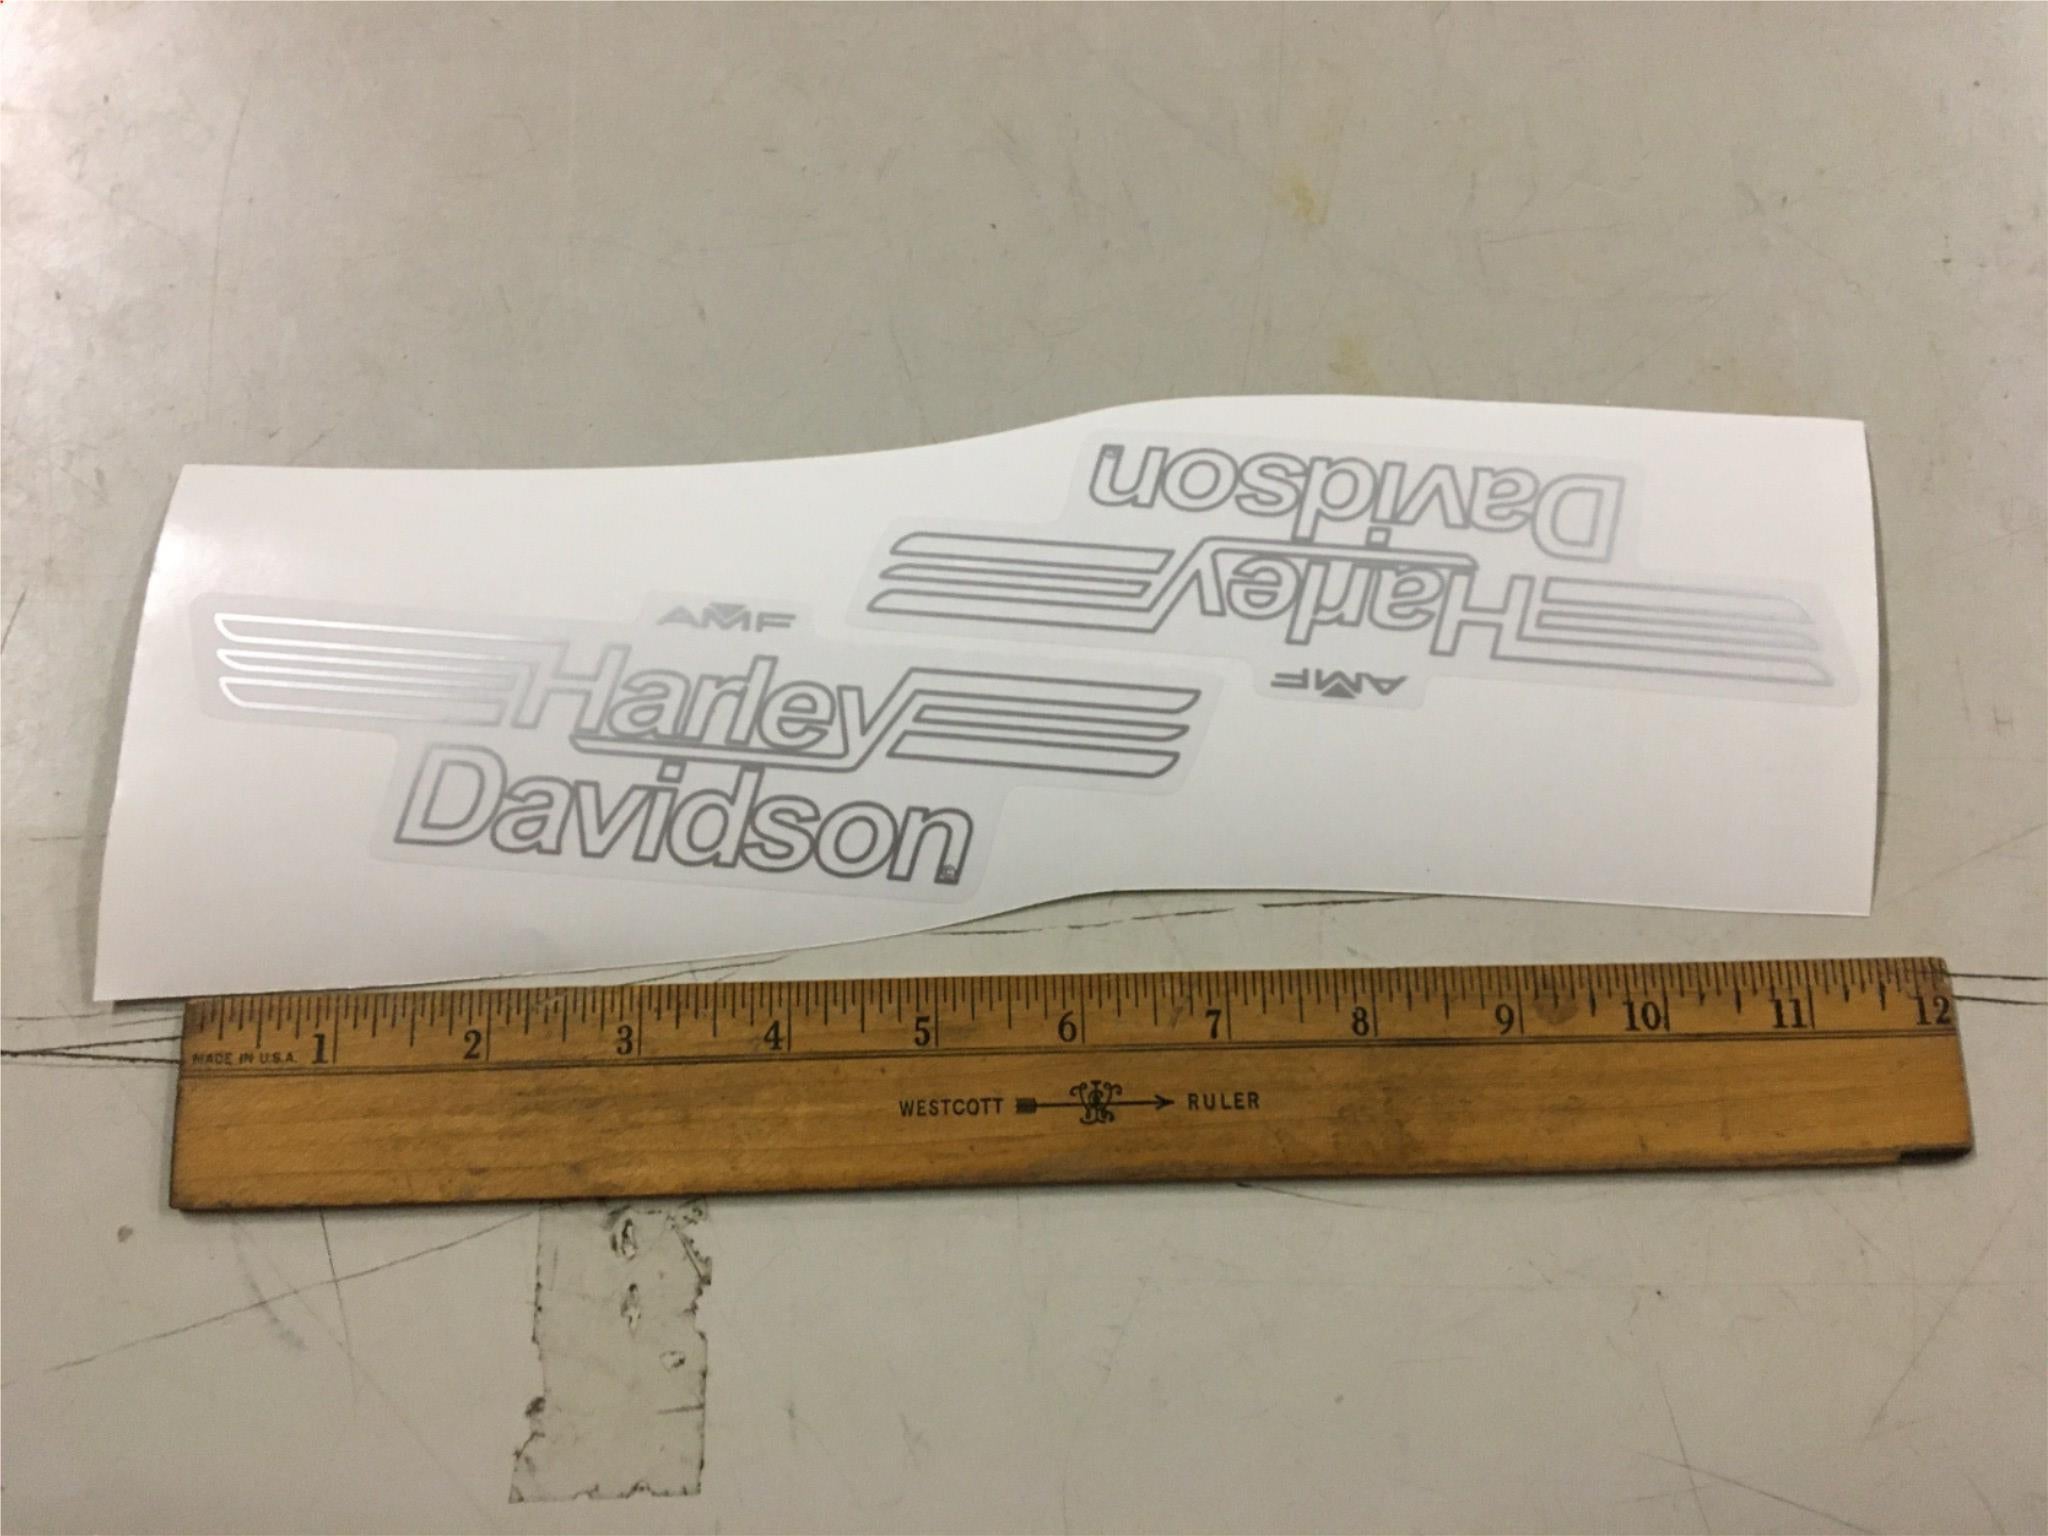 Davidson
Harley
AMF
AMF
Harley
Davidson
©
1 2 3 4 5 6 7 8 9 10 11 12
MADE IN U.S.A.
WESTCOTT RULER